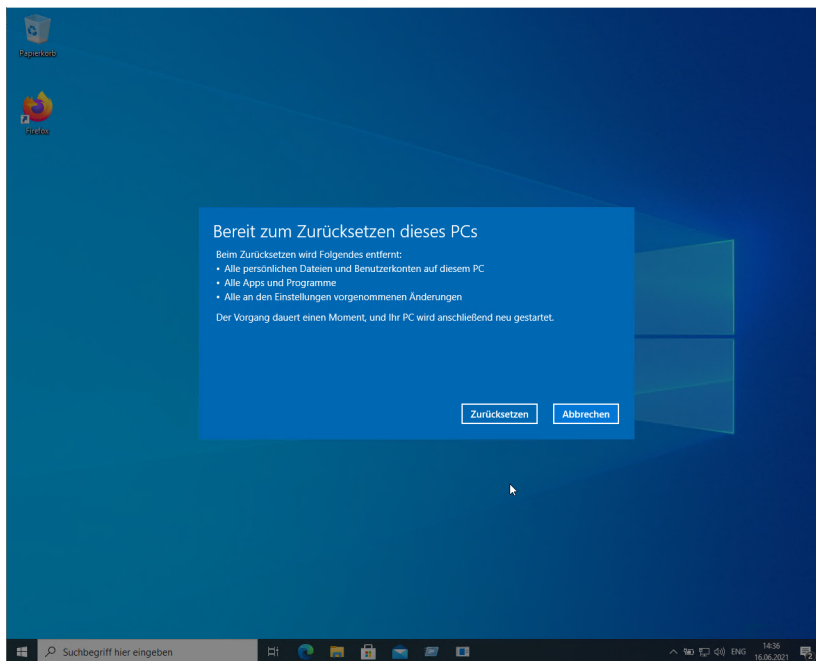 Papierkorb
Firefox
Bereit zum Zurücksetzen dieses PCs
Beim Zurücksetzen wird Folgendes entfernt:
• Alle persönlichen Dateien und Benutzerkonten auf diesem PC
• Alle Apps und Programme
• Alle an den Einstellungen vorgenommenen Änderungen
Der Vorgang dauert einen Moment, und Ihr PC wird anschließend neu gestartet.
Zurücksetzen Abbrechen
Suchbegriff hier eingeben
ENG
14:36
16.06.2021
2